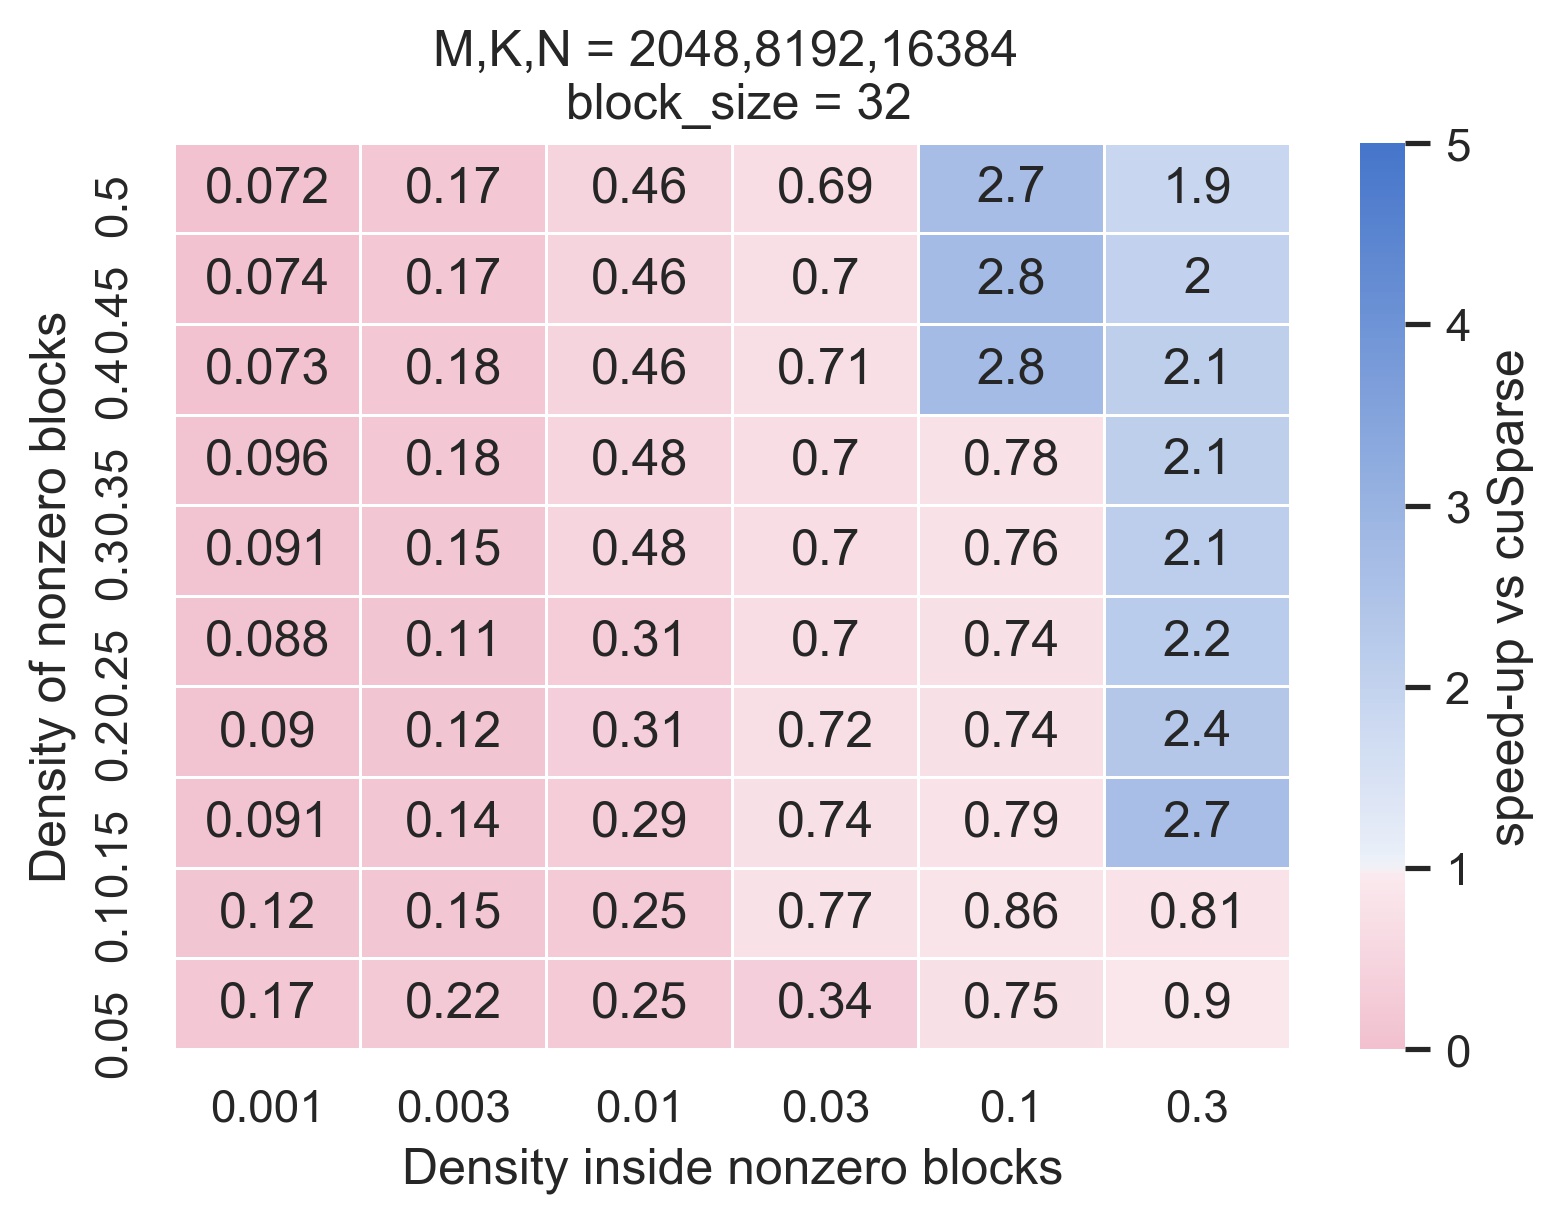 M,K,N = 2048,8192,16384
block_size = 32
Density of nonzero blocks
0.5 0.072 0.17 0.46 0.69 2.7 1.9
0.45 0.074 0.17 0.46 0.7 2.8 2
0.4 0.073 0.18 0.46 0.71 2.8 2.1
0.35 0.096 0.18 0.48 0.7 0.78 2.1
0.3 0.091 0.15 0.48 0.7 0.76 2.1
0.25 0.088 0.11 0.31 0.7 0.74 2.2
0.2 0.09 0.12 0.31 0.72 0.74 2.4
0.15 0.091 0.14 0.29 0.74 0.79 2.7
0.1 0.12 0.15 0.25 0.77 0.86 0.81
0.05 0.17 0.22 0.25 0.34 0.75 0.9
0.001 0.003 0.01 0.03 0.1 0.3
Density inside nonzero blocks
5
4
3
2
1
0
speed-up vs cuSparse